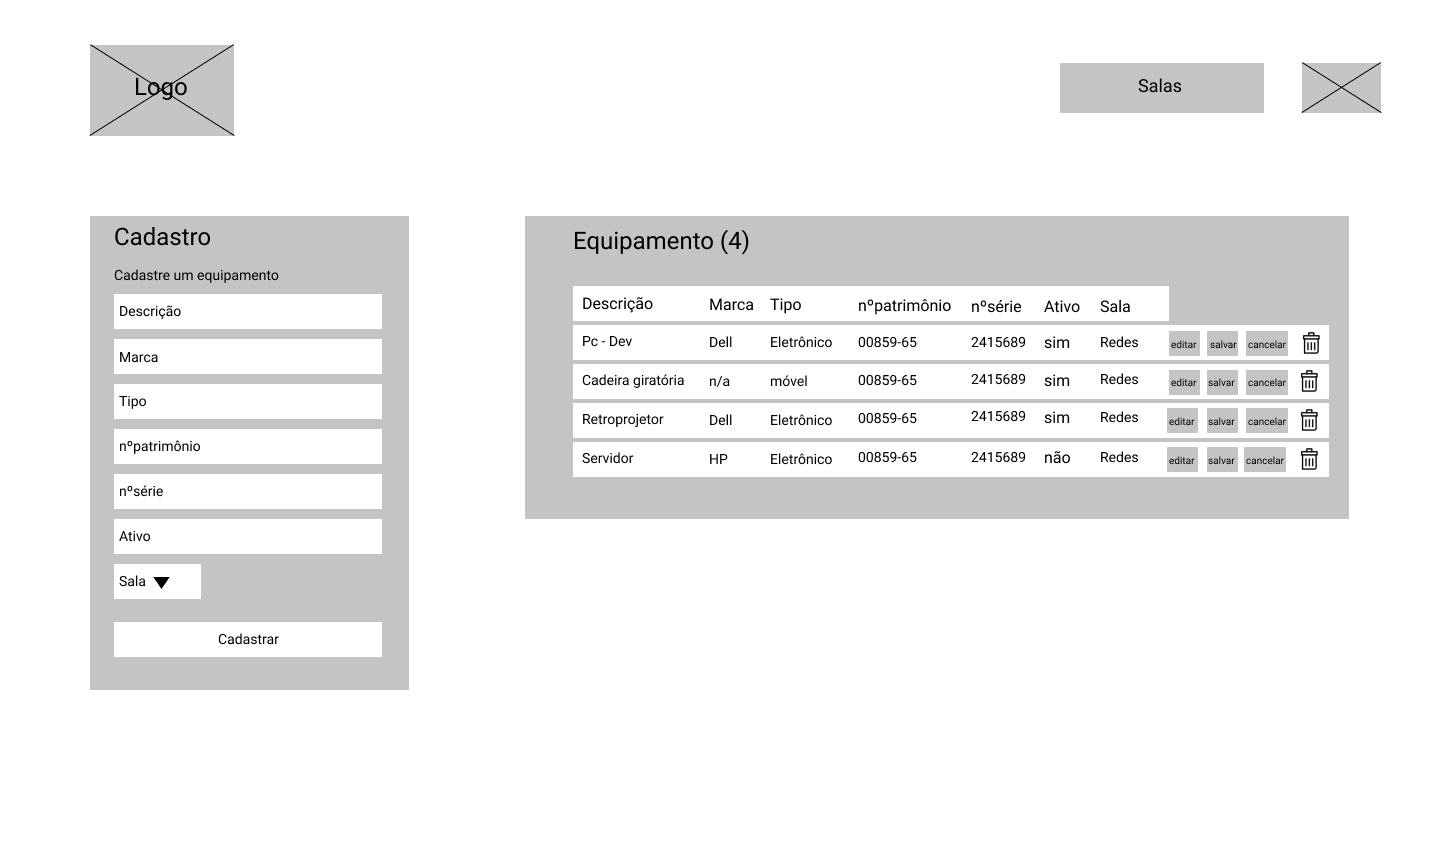 Logo
Salas
Cadastro
Cadastre um equipamento
Descrição
Marca
Tipo
nºpatrimônio
nºsérie
Ativo
Sala
Cadastrar
Equipamento (4)
Descrição Marca Tipo nºpatrimônio nºsérie Ativo Sala
Pc - Dev Dell Eletrônico 00859-65 2415689 sim Redes editar salvar cancelar
Cadeira giratória n/a móvel 00859-65 2415689 sim Redes editar salvar cancelar
Retroprojetor Dell Eletrônico 00859-65 2415689 sim Redes editar salvar cancelar
Servidor HP Eletrônico 00859-65 2415689 não Redes editar salvar cancelar